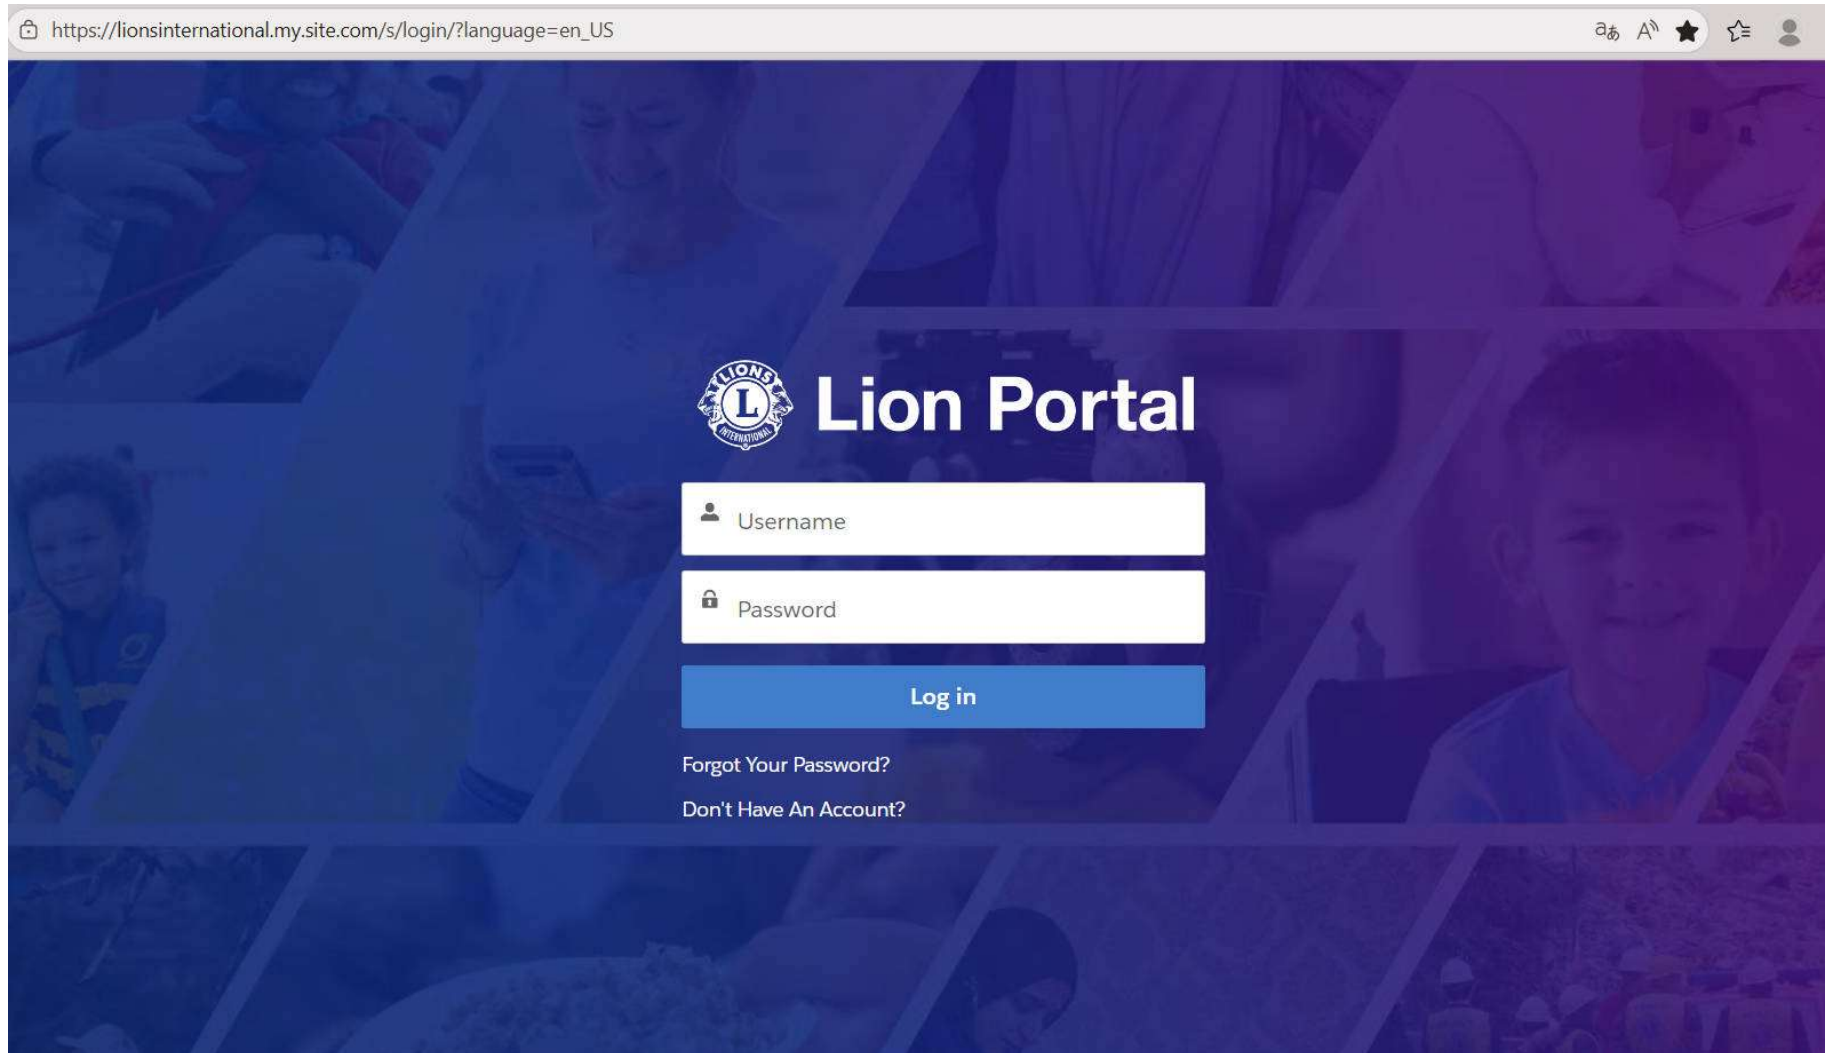 https://lionsinternational.my.site.com/s/login/?language=en_US
LIONS
L
INTERNATIONAL
Lion Portal
Username
Password
Log in
Forgot Your Password?
Don't Have An Account?